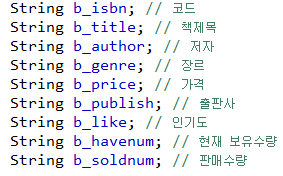 String b_isbn; // 코드
String b_title; // 책제목
String b_author; // 저자
String b_genre; // 장르
String b_price; // 가격
String b_publish; // 출판사
String b_like; // 인기도
String b_havenum; // 현재 보유수량
String b_soldnum; // 판매수량